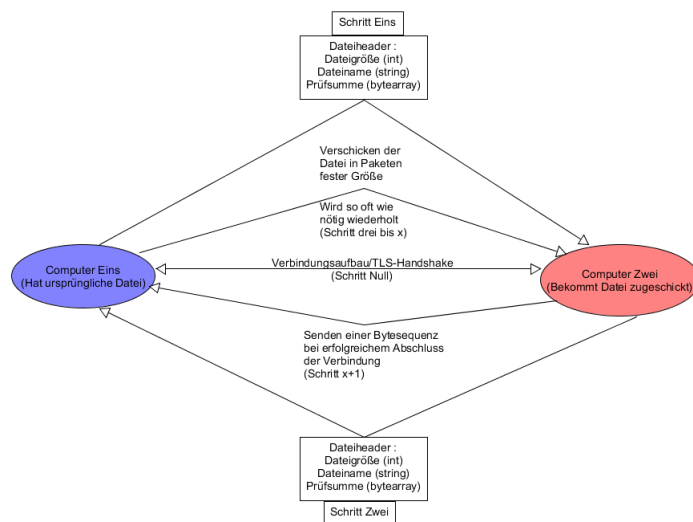 Schritt Eins
Dateiheader :
Dateigröße (int)
Dateiname (string)
Prüfsumme (bytearray)
Verschicken der
Datei in Paketen
fester Größe
Wird so oft wie
nötig wiederholt
(Schritt drei bis x)
Computer Eins
(Hat ursprüngliche Datei)
Verbindungsaufbau/TLS-Handshake
(Schritt Null)
Computer Zwei
(Bekommt Datei zugeschickt)
Senden einer Bytesequenz
bei erfolgreichem Abschluss
der Verbindung
(Schritt x+1)
Dateiheader :
Dateigröße (int)
Dateiname (string)
Prüfsumme (bytearray)
Schritt Zwei